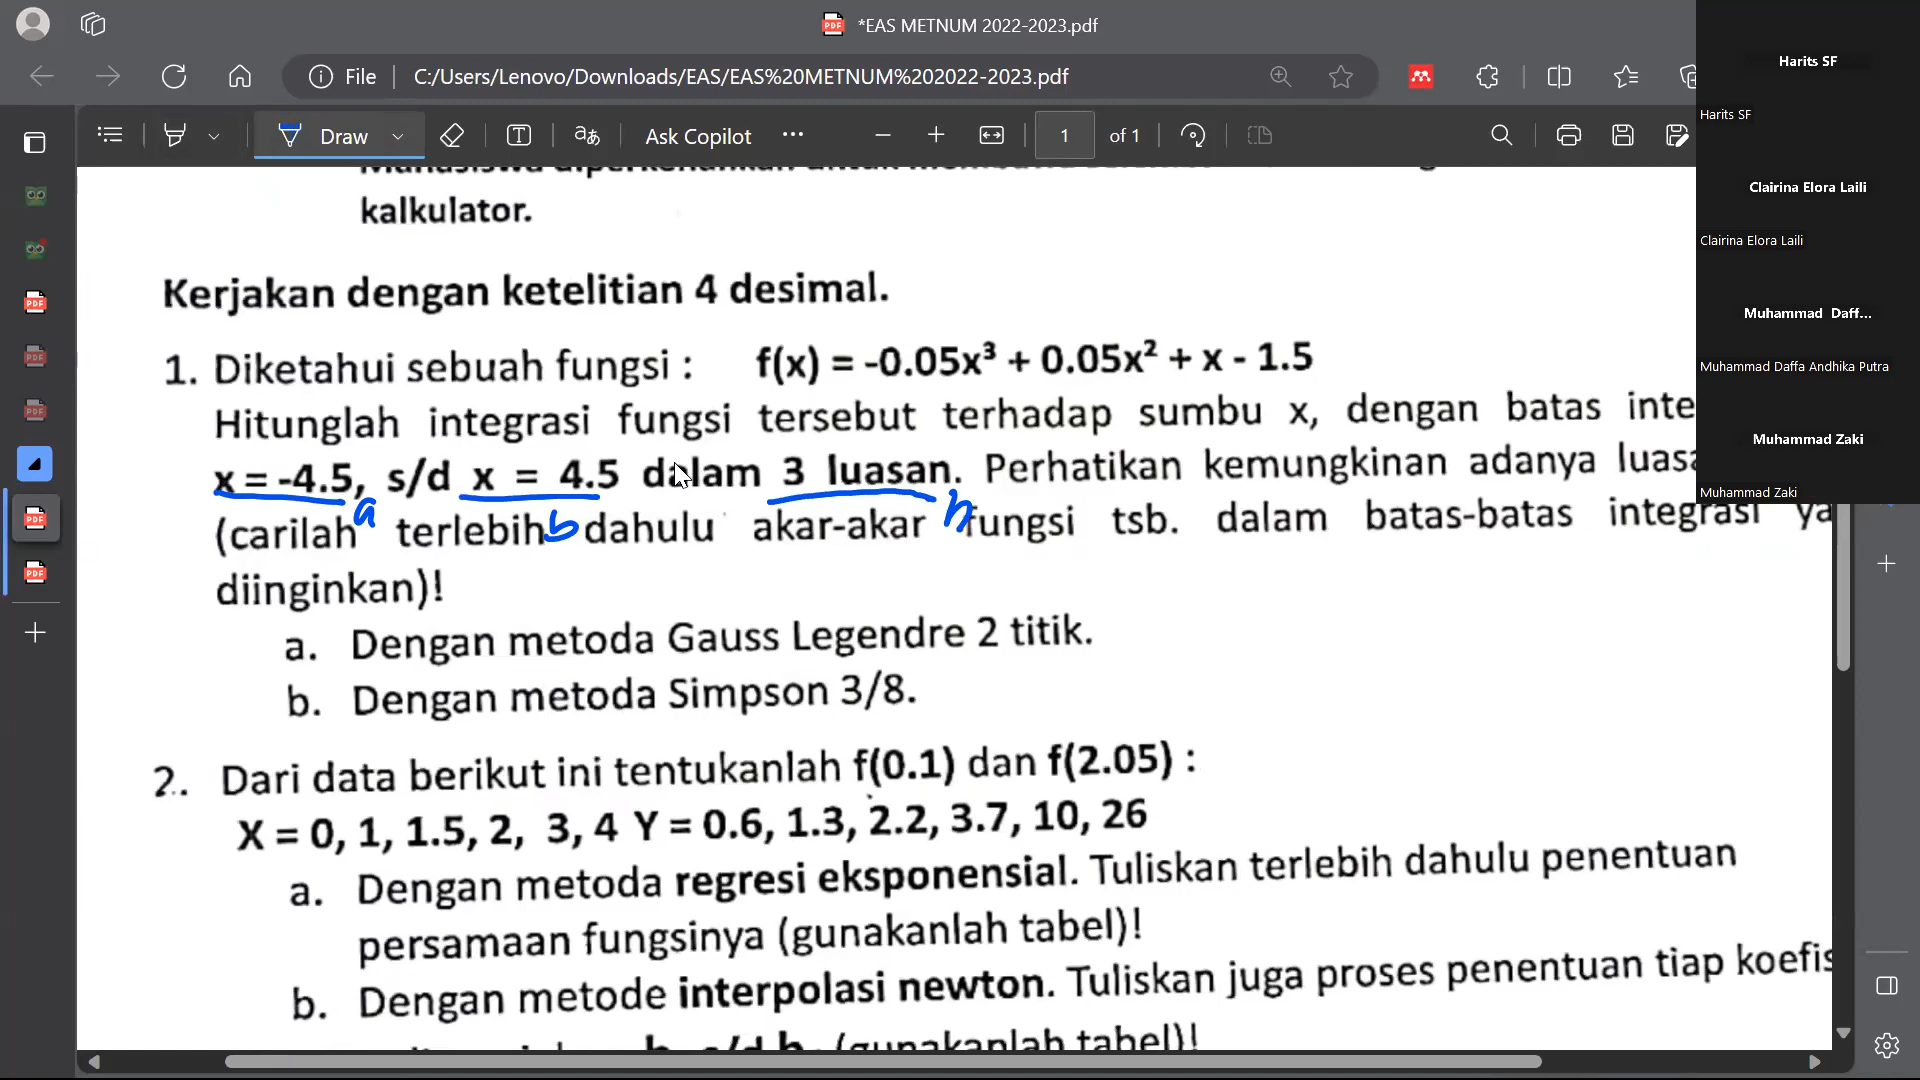 *EAS METNUM 2022-2023.pdf
File
C:/Users/Lenovo/Downloads/EAS/EAS%20METNUM%202022-2023.pdf
Draw
Ask Copilot
1
of 1
kalkulator.
Kerjakan dengan ketelitian 4 desimal.
1. Diketahui sebuah fungsi : f(x) = -0.05x³ + 0.05x² + x - 1.5
Hitunglah integrasi fungsi tersebut terhadap sumbu x, dengan batas inte
x = -4.5, s/d x = 4.5 dalam 3 luasan. Perhatikan kemungkinan adanya luasa
a b n
(carilah terlebih dahulu akar-akar fungsi tsb. dalam batas-batas integrasi ya
diinginkan)!
a. Dengan metoda Gauss Legendre 2 titik.
b. Dengan metoda Simpson 3/8.
2. Dari data berikut ini tentukanlah f(0.1) dan f(2.05) :
X = 0, 1, 1.5, 2, 3, 4 Y = 0.6, 1.3, 2.2, 3.7, 10, 26
a. Dengan metoda regresi eksponensial. Tuliskan terlebih dahulu penentuan
persamaan fungsinya (gunakanlah tabel)!
b. Dengan metode interpolasi newton. Tuliskan juga proses penentuan tiap koefis
(gunakanlah tabel)!
Harits SF
Harits SF
Clairina Elora Laili
Clairina Elora Laili
Muhammad Daff...
Muhammad Daffa Andhika Putra
Muhammad Zaki
Muhammad Zaki